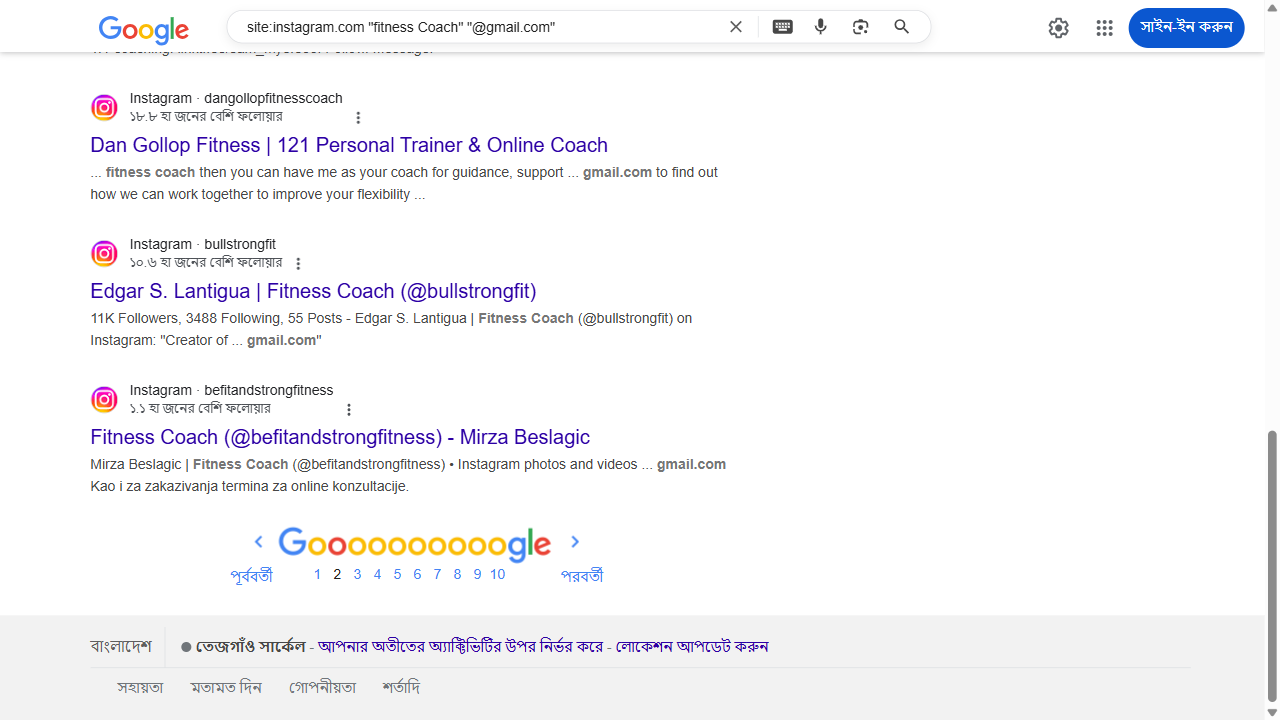 Google
site:instagram.com "fitness Coach" "@gmail.com"
সাইন-ইন করুন
Instagram · dangollopfitnesscoach
১৮.৮ হা জনের বেশি ফলোয়ার
Dan Gollop Fitness | 121 Personal Trainer & Online Coach
... fitness coach then you can have me as your coach for guidance, support ... gmail.com to find out
how we can work together to improve your flexibility ...
Instagram · bullstrongfit
১০.৬ হা জনের বেশি ফলোয়ার
Edgar S. Lantigua | Fitness Coach (@bullstrongfit)
11K Followers, 3488 Following, 55 Posts - Edgar S. Lantigua | Fitness Coach (@bullstrongfit) on
Instagram: "Creator of ... gmail.com"
Instagram · befitandstrongfitness
১.১ হা জনের বেশি ফলোয়ার
Fitness Coach (@befitandstrongfitness) - Mirza Beslagic
Mirza Beslagic | Fitness Coach (@befitandstrongfitness) • Instagram photos and videos ... gmail.com
Kao i za zakazivanja termina za online konzultacije.
Goooooooooogle
পূর্ববর্তী 1 2 3 4 5 6 7 8 9 10 পরবর্তী
বাংলাদেশ তেজগাঁও সার্কেল - আপনার অতীতের অ্যাক্টিভিটির উপর নির্ভর করে - লোকেশন আপডেট করুন
সহায়তা মতামত দিন গোপনীয়তা শর্তাদি